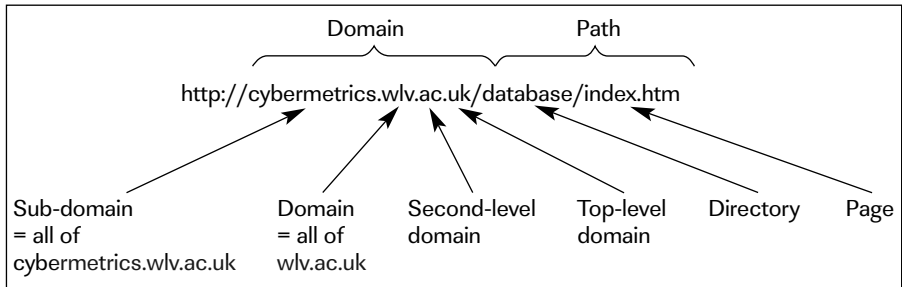 Domain Path
http://cybermetrics.wlv.ac.uk/database/index.htm
Sub-domain
= all of
cybermetrics.wlv.ac.uk
Domain
= all of
wlv.ac.uk
Second-level
domain
Top-level
domain
Directory
Page